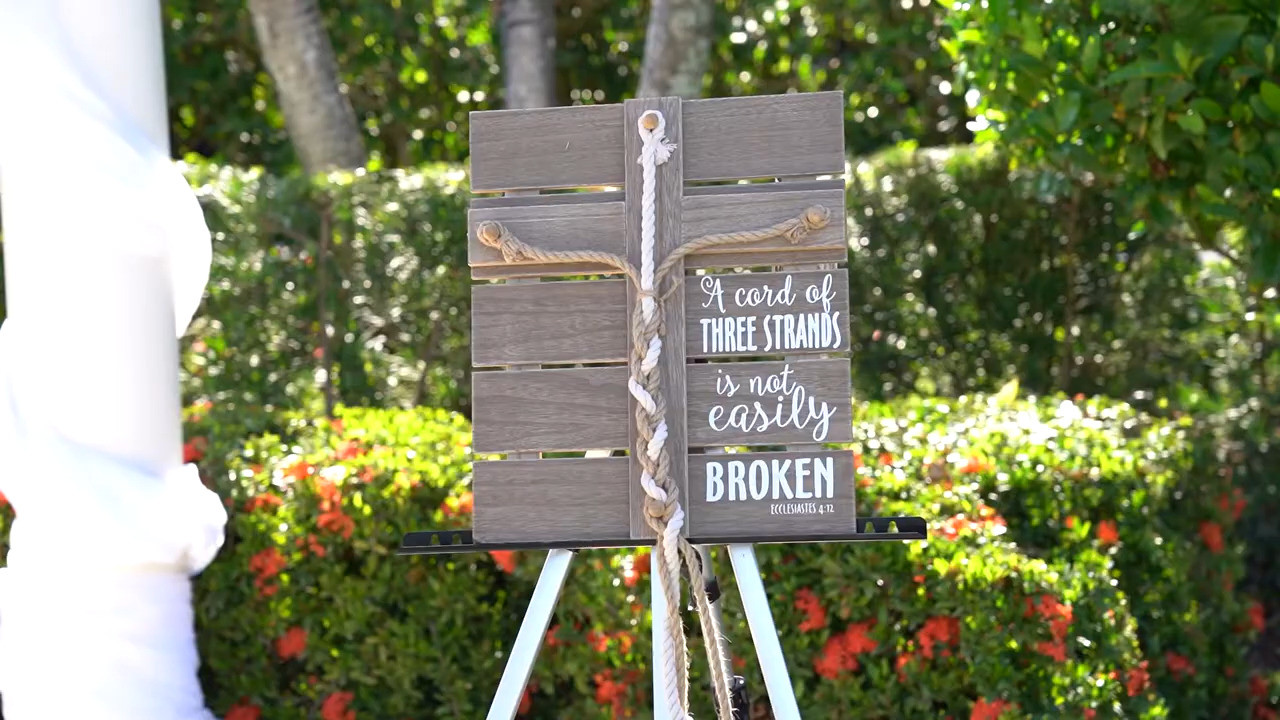 A cord of
THREE STRANDS
is not
easily
BROKEN
ECCLESIASTES 4:12